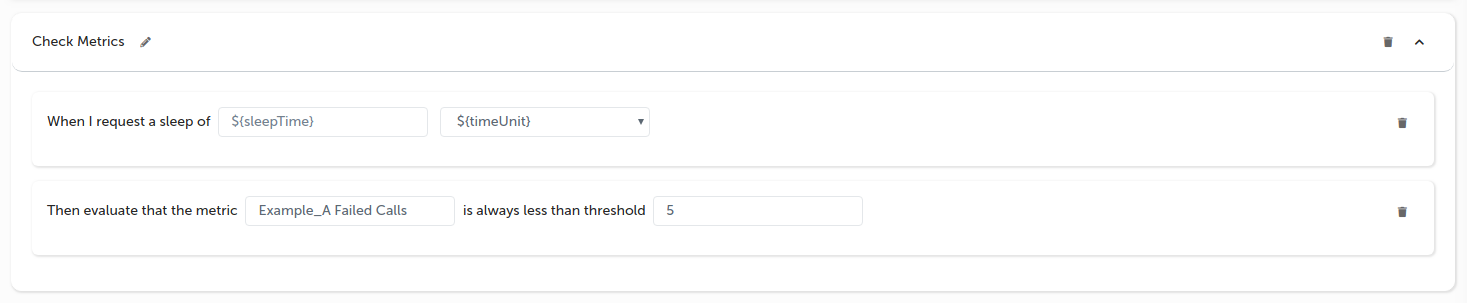 Check Metrics
When I request a sleep of ${sleepTime} ${timeUnit}
Then evaluate that the metric Example_A Failed Calls is always less than threshold 5